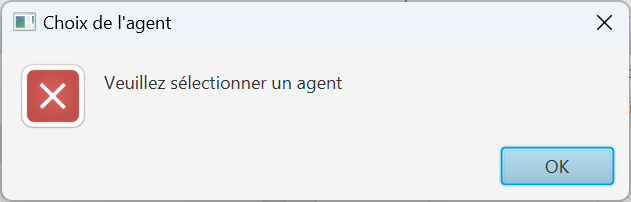 Choix de l'agent
Veuillez sélectionner un agent
OK